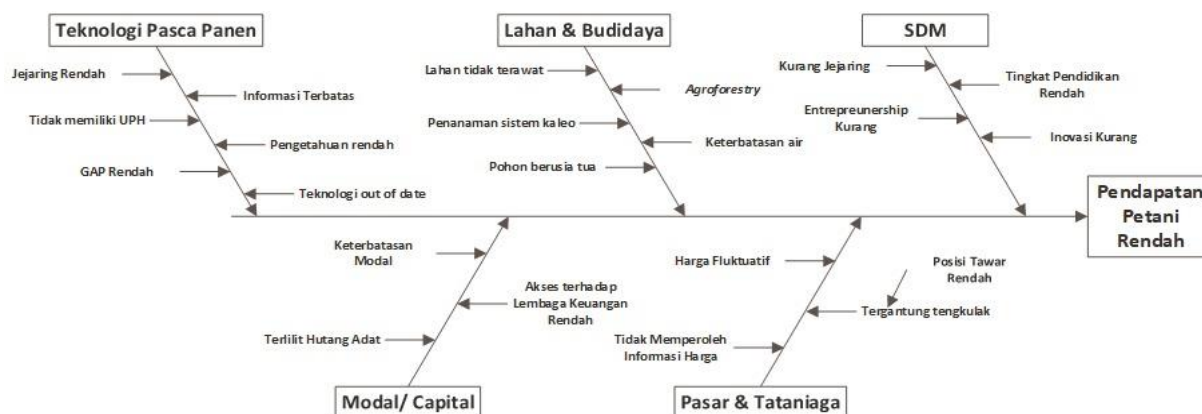 Teknologi Pasca Panen
Jejaring Rendah
Informasi Terbatas
Tidak memiliki UPH
Pengetahuan rendah
GAP Rendah
Teknologi out of date
Lahan & Budidaya
Lahan tidak terawat
Agroforestry
Penanaman sistem kaleo
Keterbatasan air
Pohon berusia tua
SDM
Kurang Jejaring
Tingkat Pendidikan
Rendah
Entrepreunership
Kurang
Inovasi Kurang
Pendapatan
Petani
Rendah
Keterbatasan
Modal
Akses terhadap
Lembaga Keuangan
Rendah
Terlilit Hutang Adat
Modal/ Capital
Harga Fluktuatif
Posisi Tawar
Rendah
Tergantung tengkulak
Tidak Memperoleh
Informasi Harga
Pasar & Tataniaga